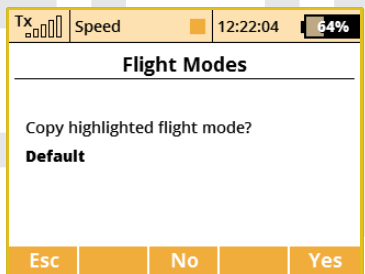 Tx Speed 12:22:04 64%
Flight Modes
Copy highlighted flight mode?
Default
Esc No Yes